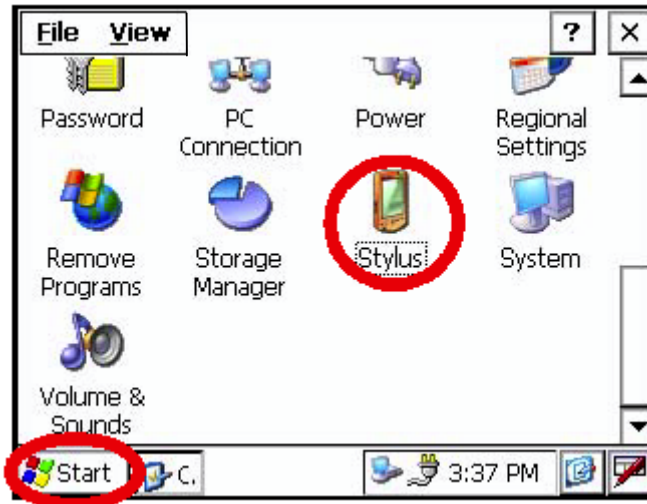 File View ? ×
Password PC Connection Power Regional Settings
Remove Programs Storage Manager Stylus System
Volume & Sounds
Start C. 3:37 PM